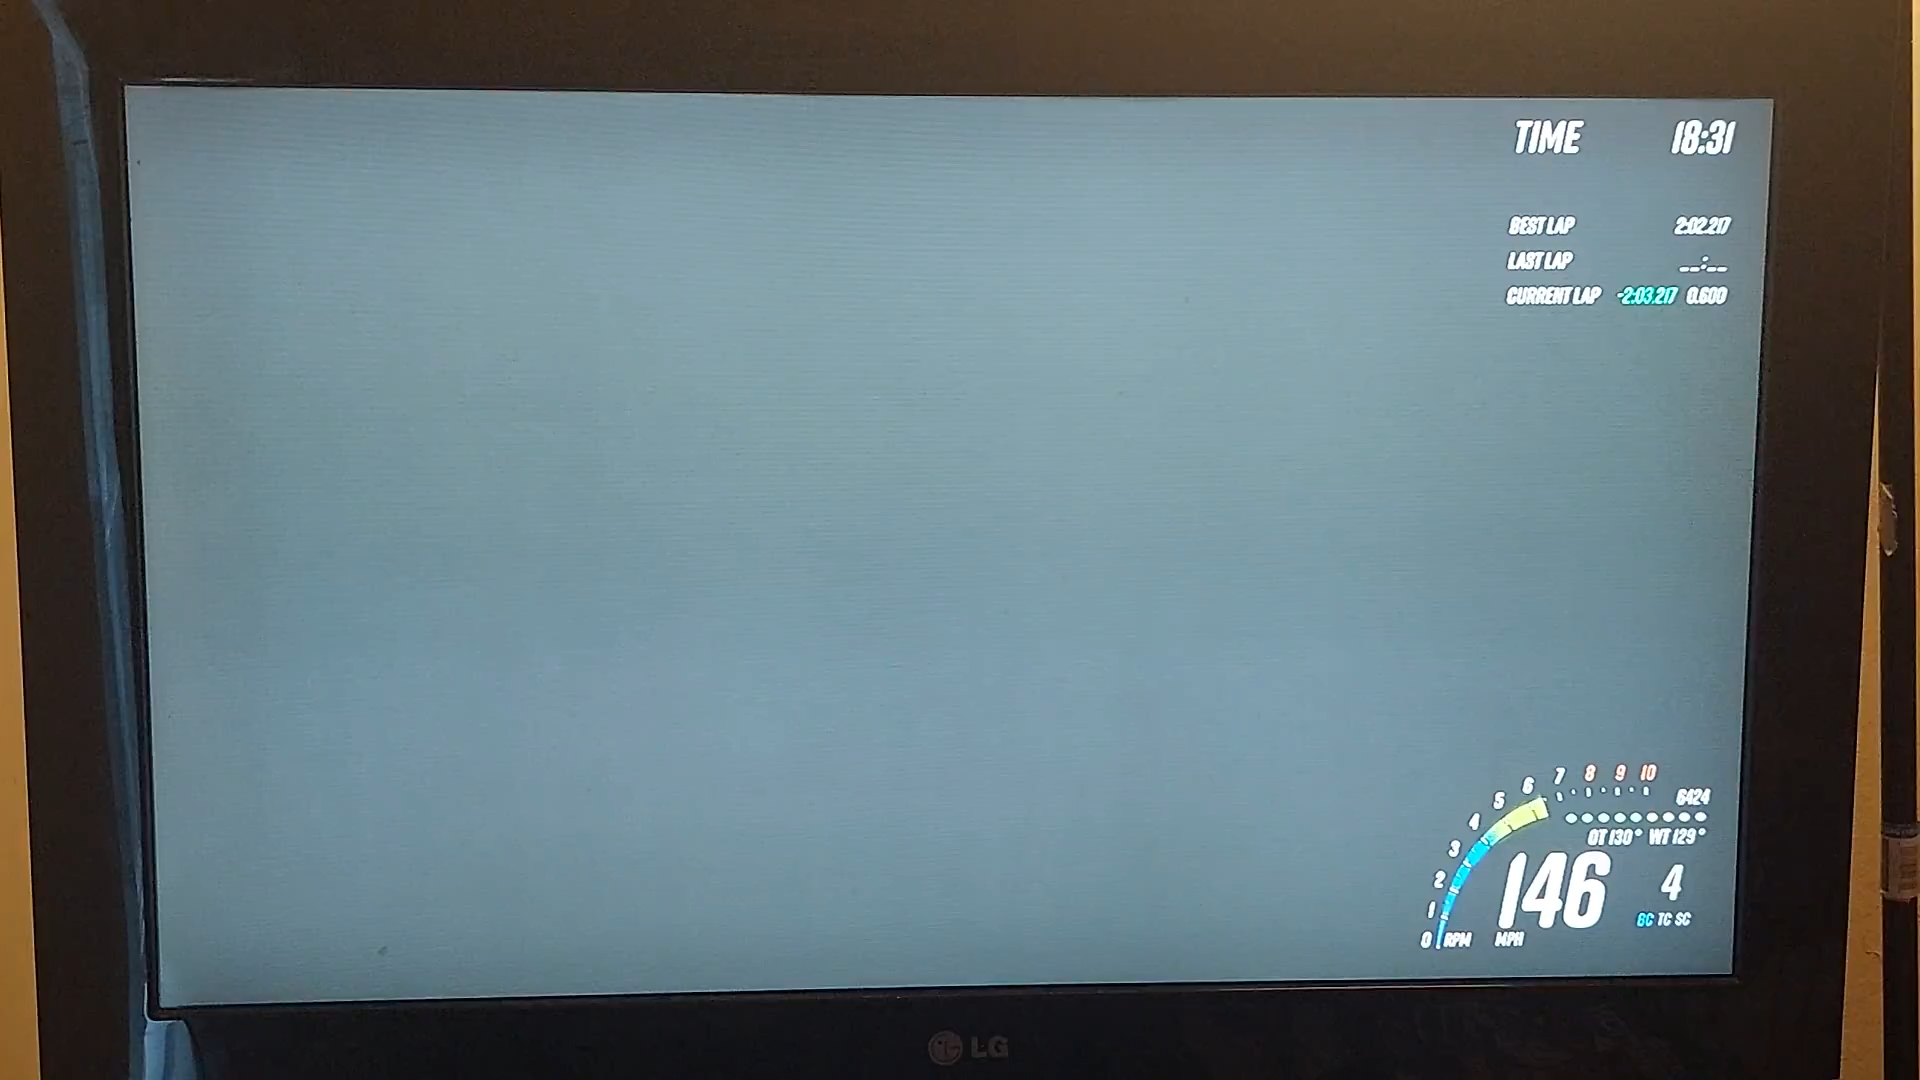 TIME 18:31
BEST LAP 2:02.217
LAST LAP --:--
CURRENT LAP -2:03.217 0.600
7 8 9 10
6
5
4
3
2
1
0 RPM MPH
6424
OT 130° WT 129°
146 4
BC TC SC
LG